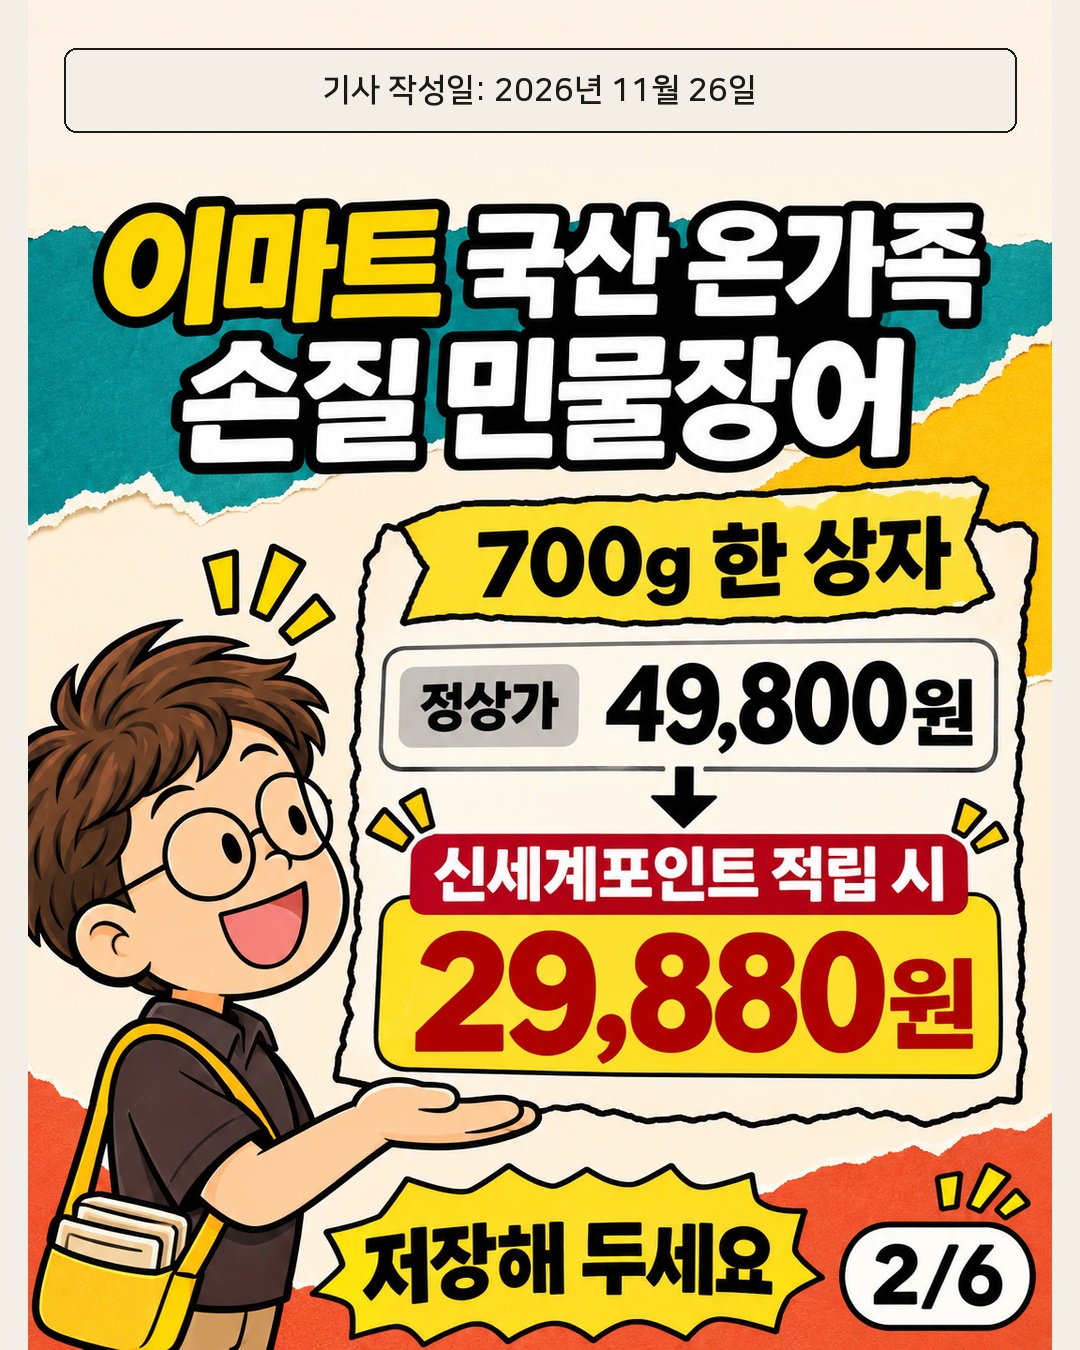 기사 작성일: 2026년 11월 26일
이마트 국산 온가족
손질 민물장어
700g 한 상자
정상가 49,800원
신세계포인트 적립 시
29,880원
저장해 두세요
2/6